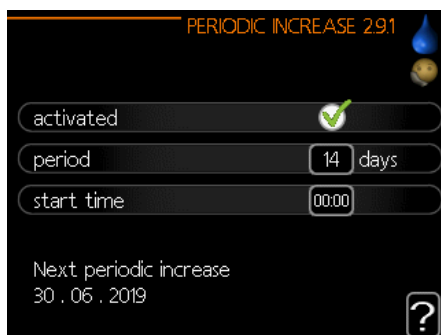 PERIODIC INCREASE 2.9.1
activated
period 14 days
start time 00:00
Next periodic increase
30 . 06 . 2019
?